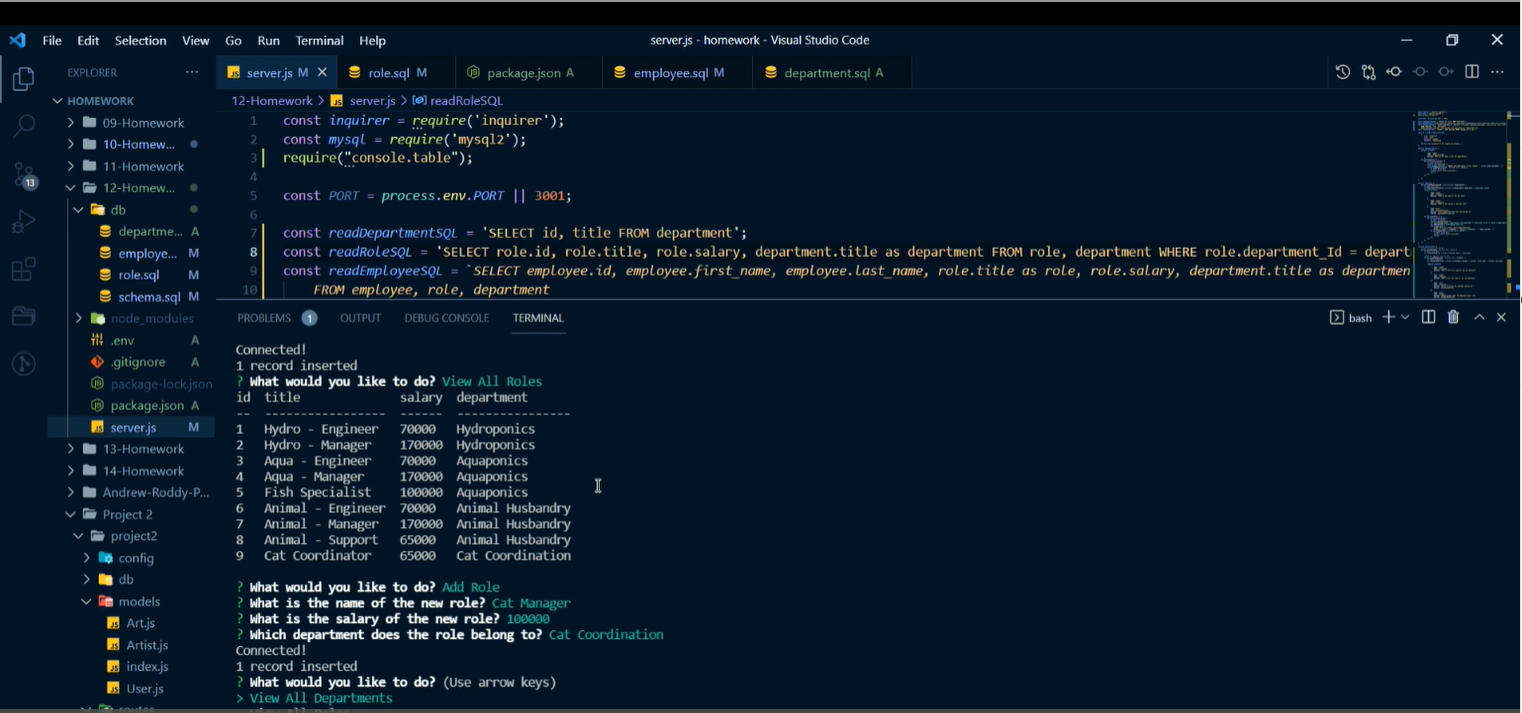 File Edit Selection View Go Run Terminal Help
server.js - homework - Visual Studio Code
EXPLORER
server.js M
role.sql M
package.json A
employee.sql M
department.sql A
HOMEWORK
09-Homework
10-Homew...
11-Homework
12-Homew...
db
departme... A
employe... M
role.sql M
schema.sql M
node_modules
.env A
.gitignore A
package-lock.json
package.json A
server.js M
13-Homework
14-Homework
Andrew-Roddy-P...
Project 2
project2
config
db
models
Art.js
Artist.js
index.js
User.js
13
12-Homework > server.js > readRoleSQL
1 const inquirer = require('inquirer');
2 const mysql = require('mysql2');
3 require("console.table");
4
5 const PORT = process.env.PORT || 3001;
6
7 const readDepartmentSQL = 'SELECT id, title FROM department';
8 const readRoleSQL = 'SELECT role.id, role.title, role.salary, department.title as department FROM role, department WHERE role.department_Id = depart
9 const readEmployeeSQL = `SELECT employee.id, employee.first_name, employee.last_name, role.title as role, role.salary, department.title as departmen
10 FROM employee, role, department
PROBLEMS 1 OUTPUT DEBUG CONSOLE TERMINAL
bash
Connected!
1 record inserted
? What would you like to do? View All Roles
id title salary department
-- ----------------- ------ ----------------
1 Hydro - Engineer 70000 Hydroponics
2 Hydro - Manager 170000 Hydroponics
3 Aqua - Engineer 70000 Aquaponics
4 Aqua - Manager 170000 Aquaponics
5 Fish Specialist 100000 Aquaponics
6 Animal - Engineer 70000 Animal Husbandry
7 Animal - Manager 170000 Animal Husbandry
8 Animal - Support 65000 Animal Husbandry
9 Cat Coordinator 65000 Cat Coordination
? What would you like to do? Add Role
? What is the name of the new role? Cat Manager
? What is the salary of the new role? 100000
? Which department does the role belong to? Cat Coordination
Connected!
1 record inserted
? What would you like to do? (Use arrow keys)
> View All Departments